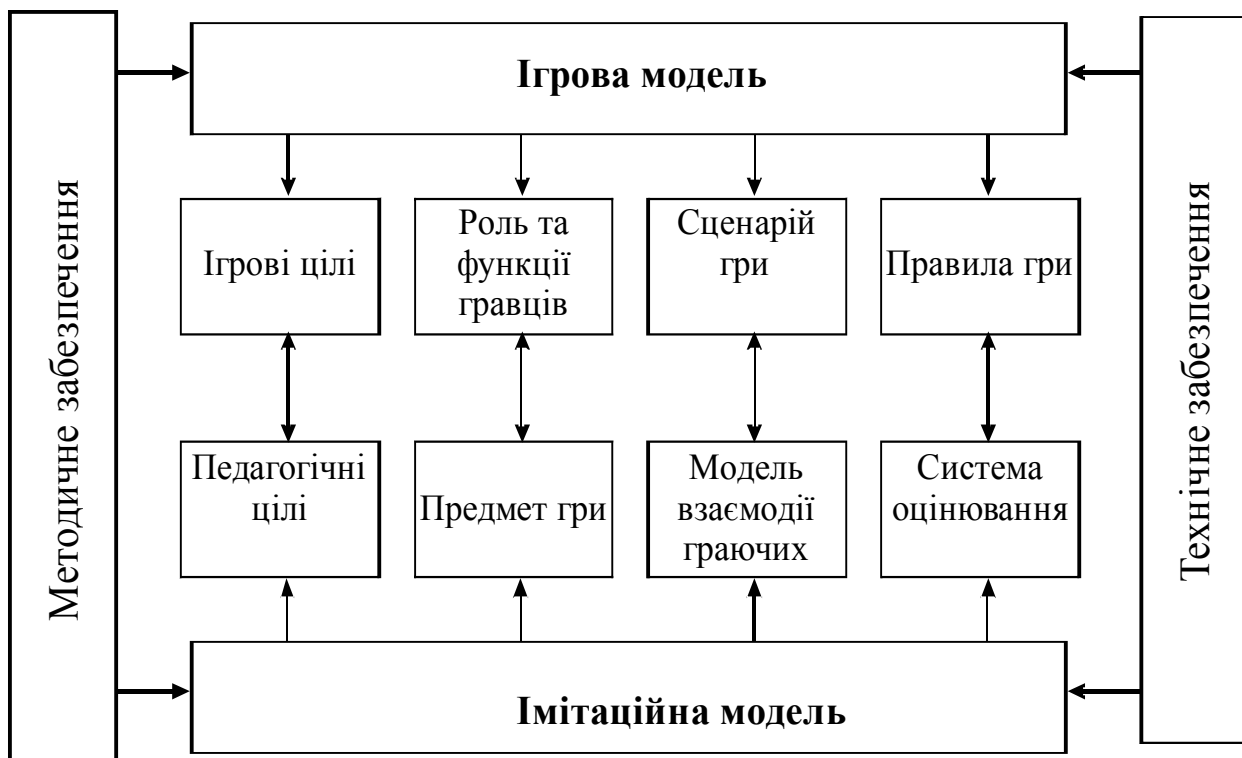 Методичне забезпечення
Ігрова модель
Ігрові цілі
Роль та
функції
гравців
Сценарій
гри
Правила гри
Педагогічні
цілі
Предмет гри
Модель
взаємодії
граючих
Система
оцінювання
Імітаційна модель
Технічне забезпечення